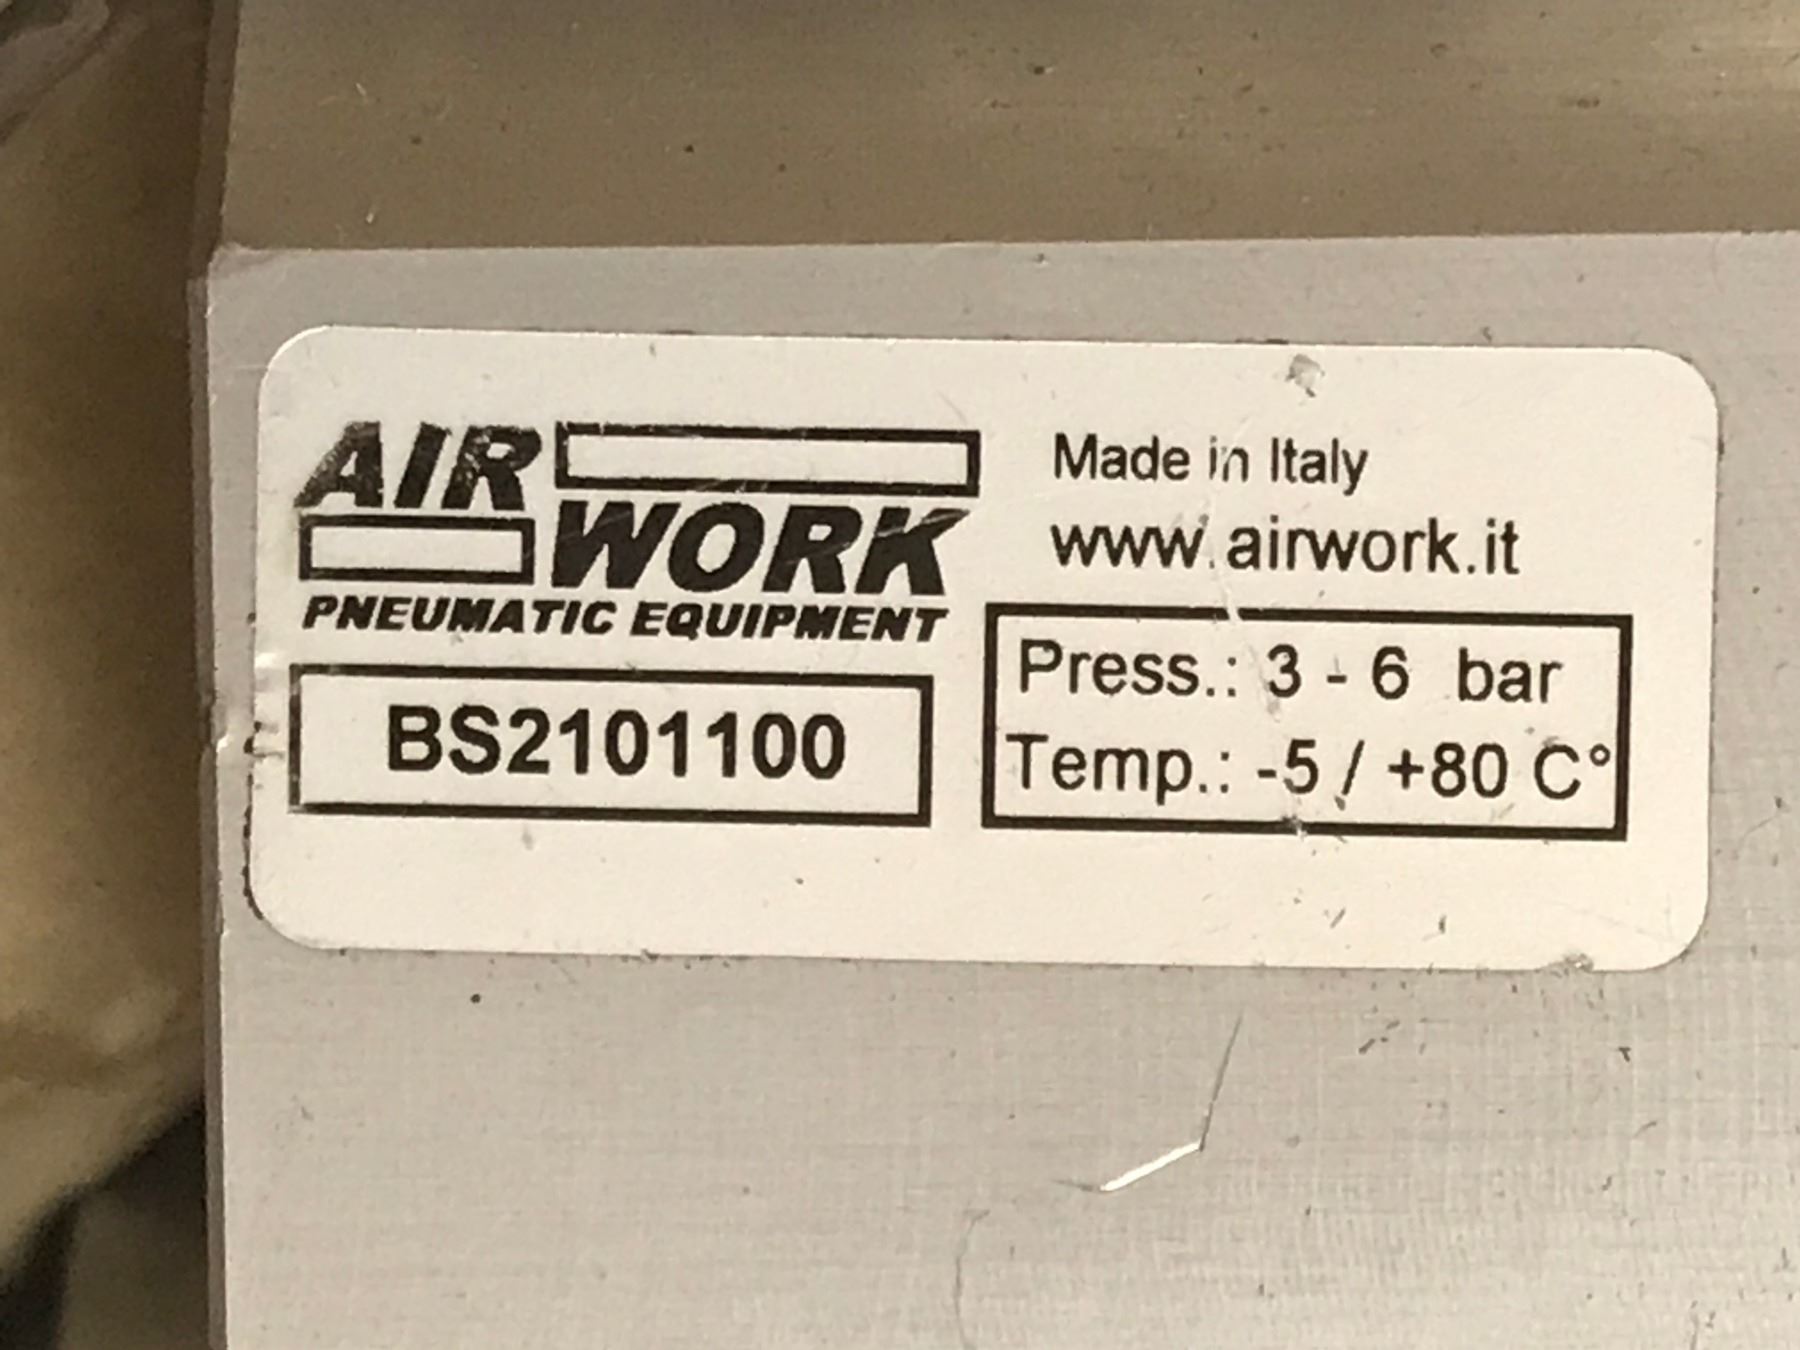 AIR
WORK
PNEUMATIC EQUIPMENT
BS2101100
Made in Italy
www.airwork.it
Press.: 3 - 6 bar
Temp.: -5 / +80 C°